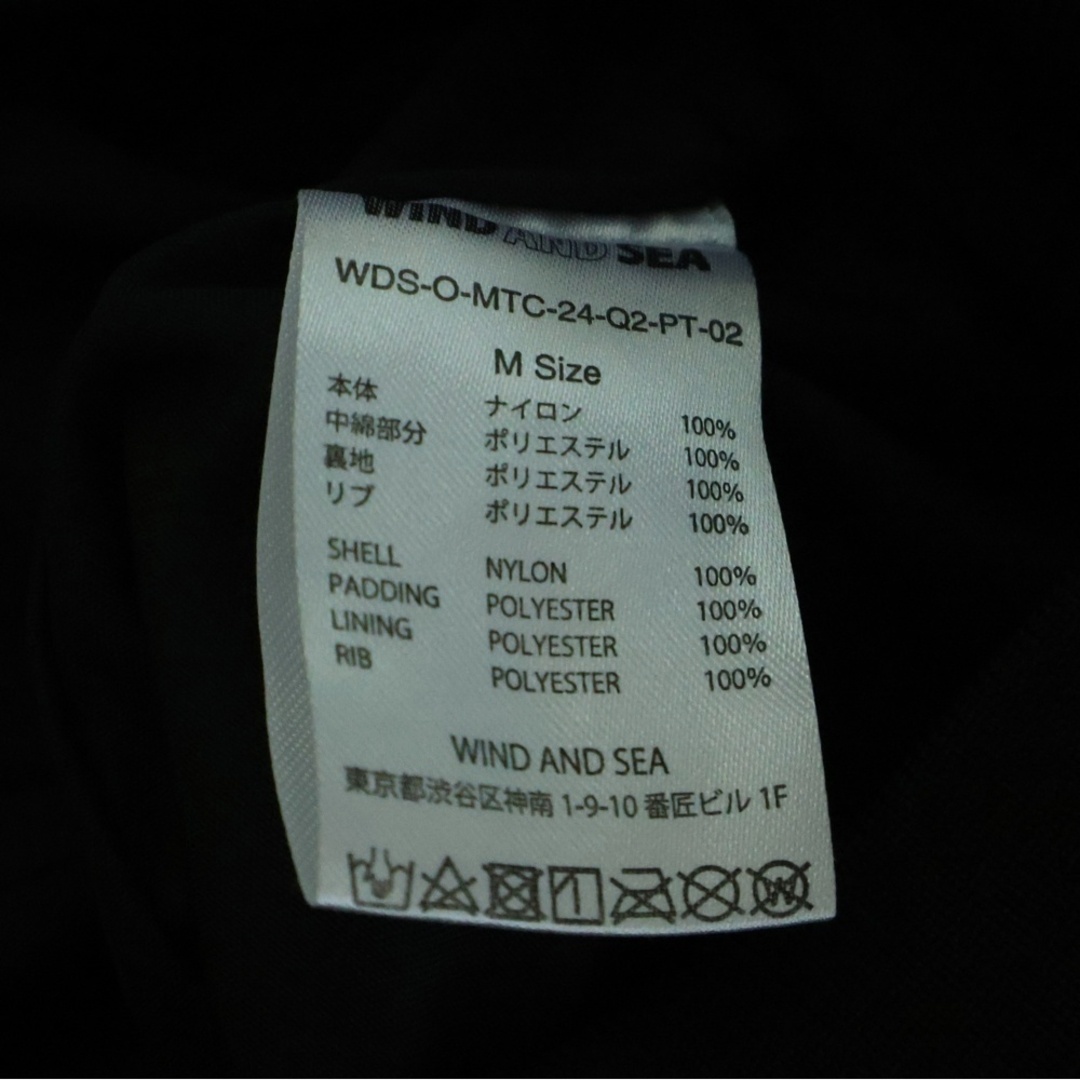 WIND AND SEA
WDS-O-MTC-24-Q2-PT-02
M Size
本体 ナイロン 100%
中綿部分 ポリエステル 100%
裏地 ポリエステル 100%
リブ ポリエステル 100%
SHELL NYLON 100%
PADDING POLYESTER 100%
LINING POLYESTER 100%
RIB POLYESTER 100%
WIND AND SEA
東京都渋谷区神南 1-9-10 番匠ビル 1F
W